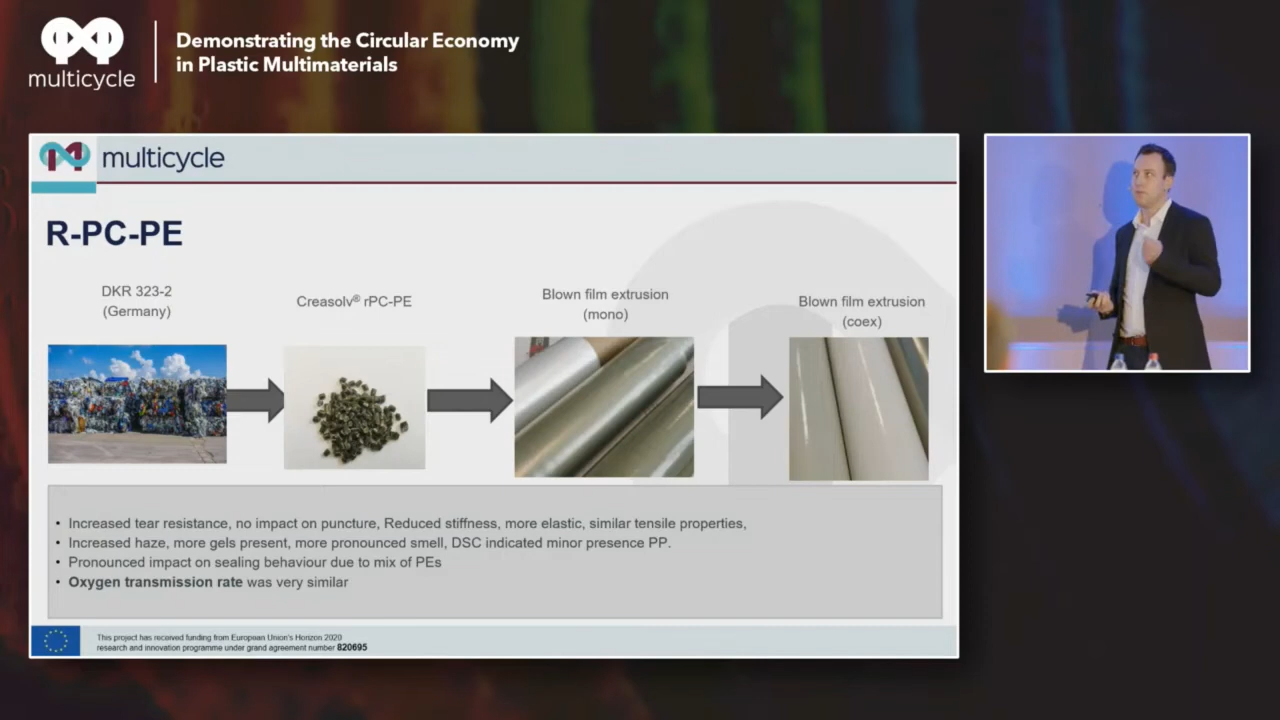 multicycle
Demonstrating the Circular Economy
in Plastic Multimaterials
multicycle
R-PC-PE
DKR 323-2
(Germany)
Creasolv® rPC-PE
Blown film extrusion
(mono)
Blown film extrusion
(coex)
• Increased tear resistance, no impact on puncture, Reduced stiffness, more elastic, similar tensile properties,
• Increased haze, more gels present, more pronounced smell, DSC indicated minor presence PP.
• Pronounced impact on sealing behaviour due to mix of PEs
• Oxygen transmission rate was very similar
This project has received funding from European Union's Horizon 2020
research and innovation programme under grand agreement number 820695